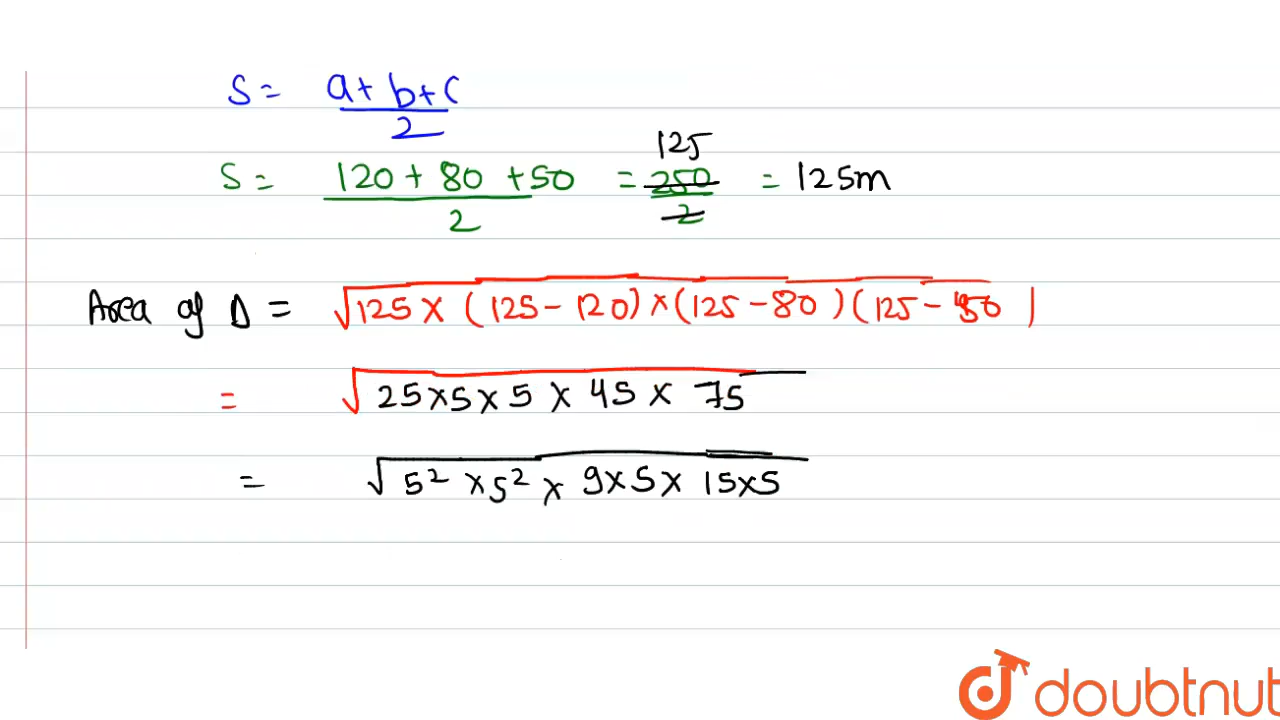 S = a+b+c/2
S = 120+80+50/2 = 250/2 125 = 125m
Area of Δ = √125×(125-120)×(125-80)(125-50)
= √25×5×5×45×75
= √5²×5²×9×5×15×5
doubtnut